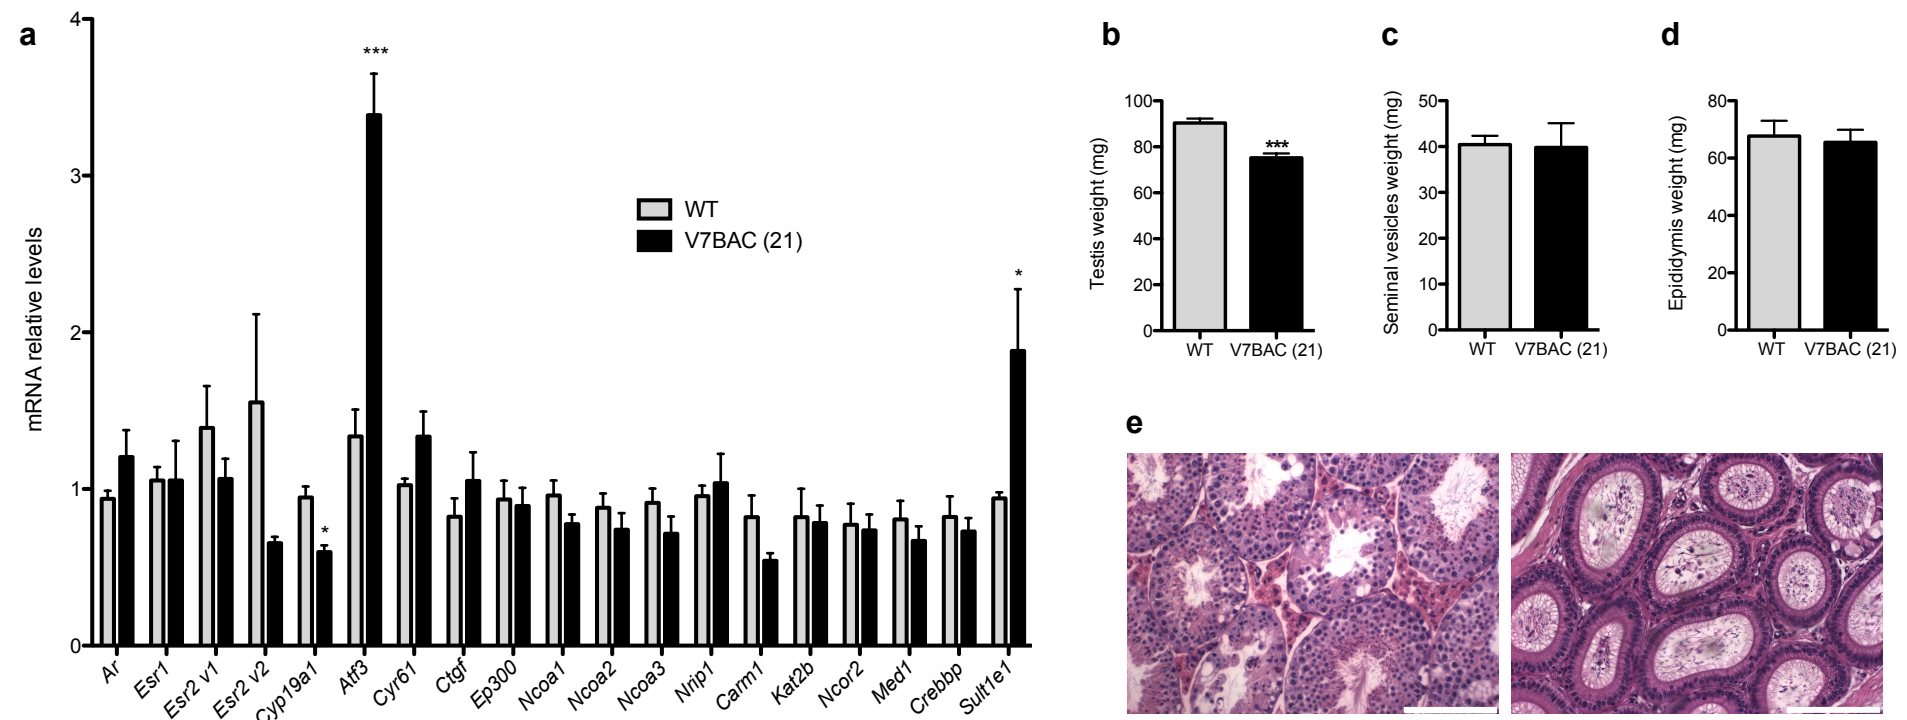 a
4
3
2
1
0
mRNA relative levels
***
*
*
WT
V7BAC (21)
Ar
Esr1
Esr2 v1
Esr2 v2
Cyp19a1
Atf3
Cyr61
Ctgf
Ep300
Ncoa1
Ncoa2
Ncoa3
Nrip1
Carm1
Kat2b
Ncor2
Med1
Crebbp
Sult1e1
b
Testis weight (mg)
100
80
60
40
20
0
***
WT V7BAC (21)
c
Seminal vesicles weight (mg)
50
40
30
20
10
0
WT V7BAC (21)
d
Epididymis weight (mg)
80
60
40
20
0
WT V7BAC (21)
e